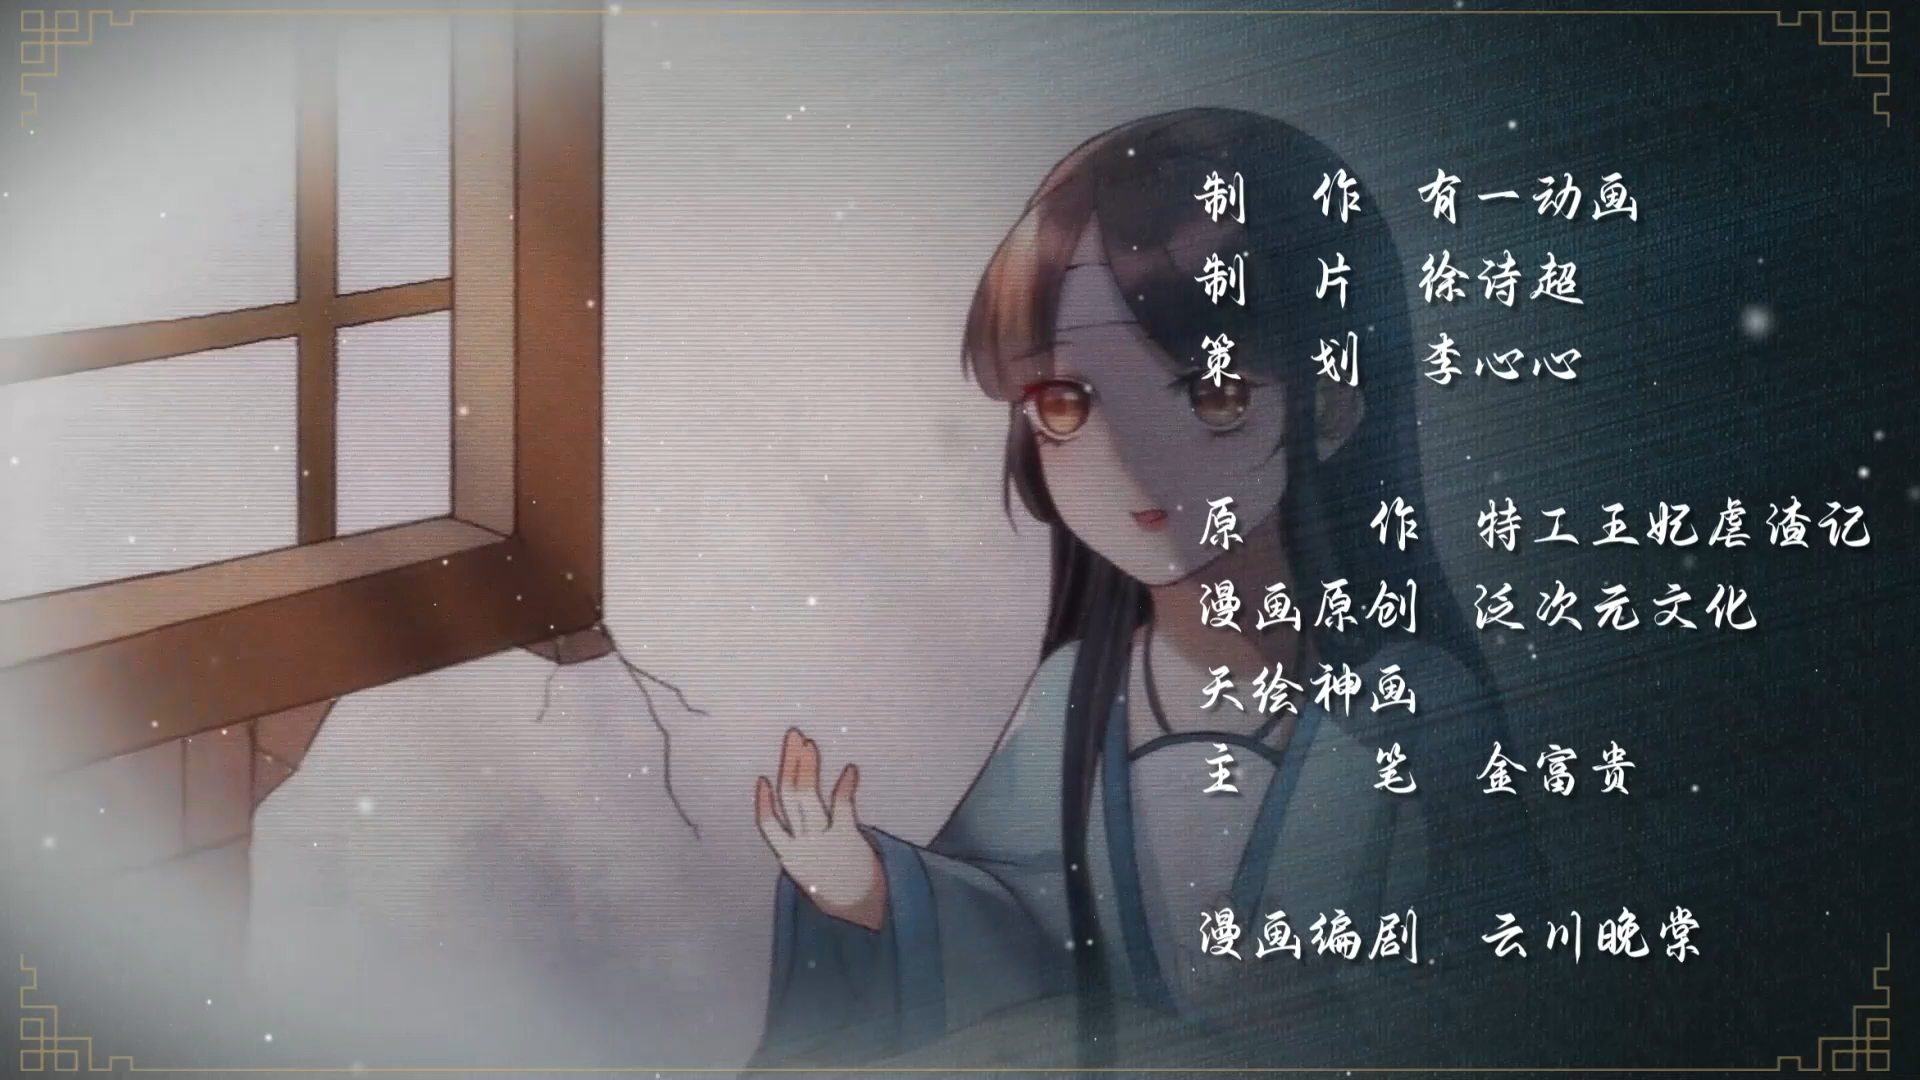 制 作 有一动画
制 片 徐诗超
策 划 李心心
原 作 特工王妃虐渣记
漫画原创 泛次元文化
天绘神画
主 笔 金富贵
漫画编剧 云川晚棠